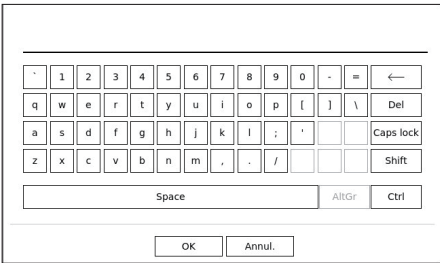 ` 1 2 3 4 5 6 7 8 9 0 - = ←
q w e r t y u i o p [ ] \ Del
a s d f g h j k l ; ' Caps lock
z x c v b n m , . / Shift
Space AltGr Ctrl
OK Annul.